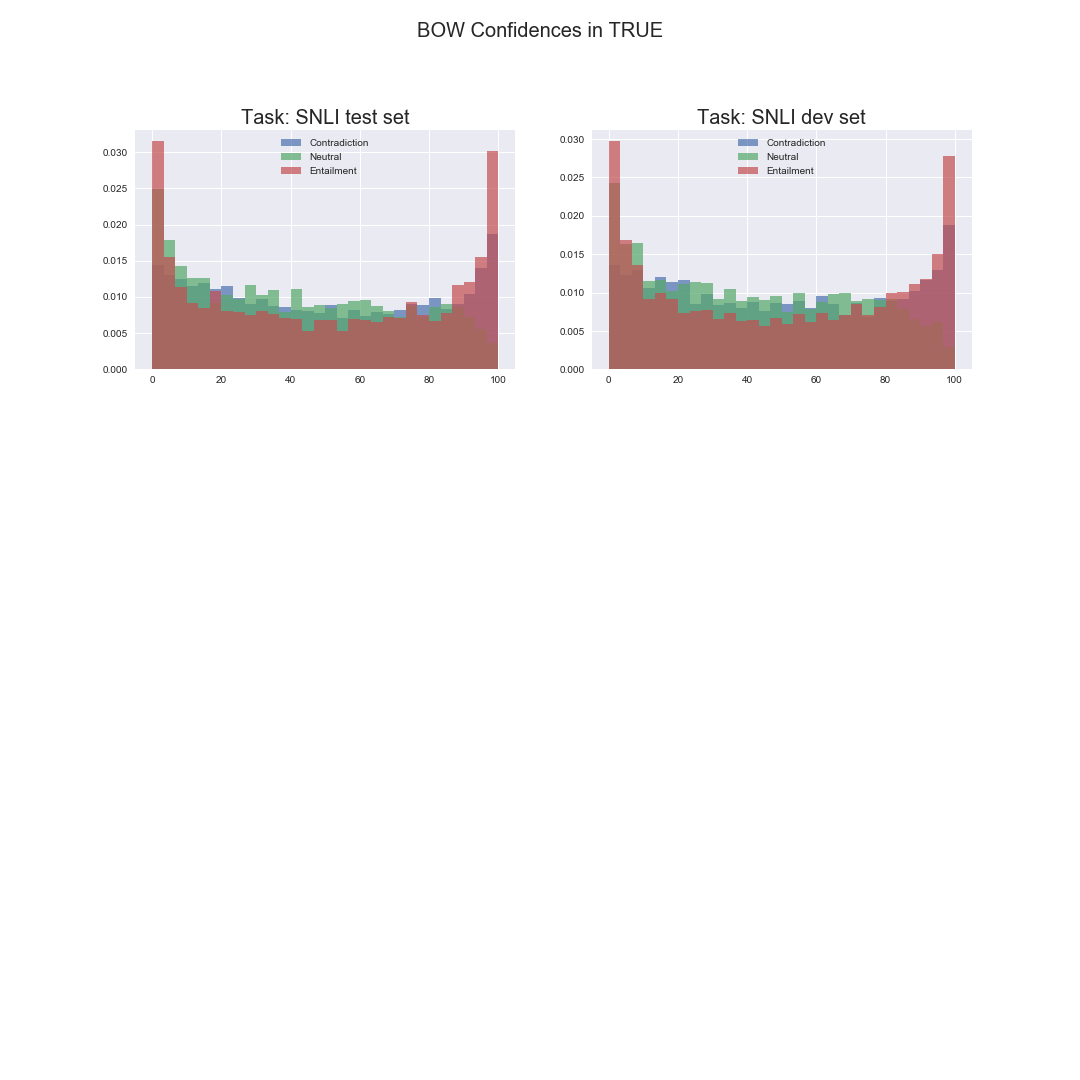 BOW Confidences in TRUE
Task: SNLI test set
Contradiction
Neutral
Entailment
0.030
0.025
0.020
0.015
0.010
0.005
0.000
0 20 40 60 80 100
Task: SNLI dev set
Contradiction
Neutral
Entailment
0.030
0.025
0.020
0.015
0.010
0.005
0.000
0 20 40 60 80 100